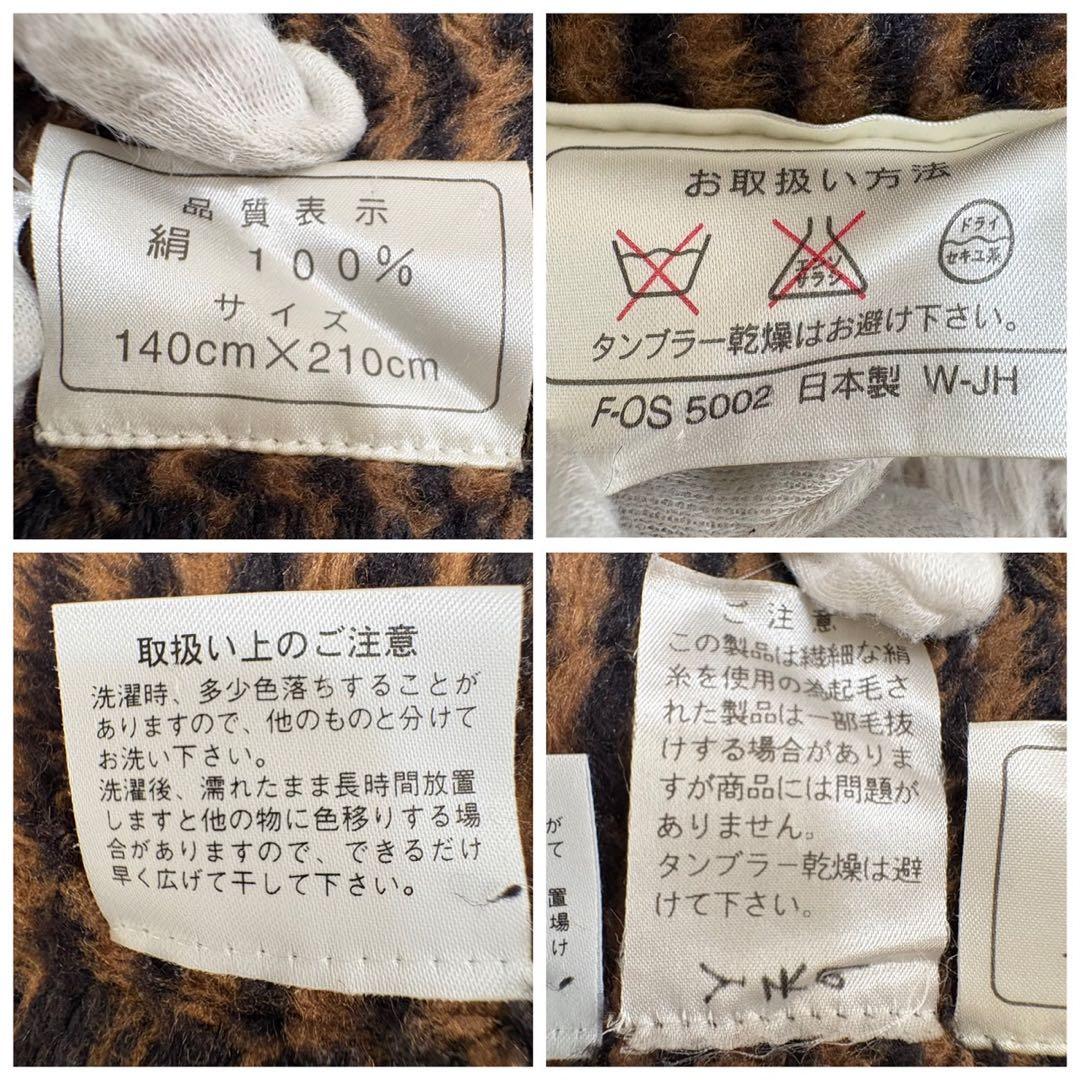 品質表示
絹 100%
サイズ
140cm×210cm
お取扱い方法
エンソ
サラシ
ドライ
セキユ系
タンブラー乾燥はお避け下さい。
F-OS 5002 日本製 W-JH
取扱い上のご注意
洗濯時、多少色落ちすることが
ありますので、他のものと分けて
お洗い下さい。
洗濯後、濡れたまま長時間放置
しますと他の物に色移りする場
合がありますので、できるだけ
早く広げて干して下さい。
ご注意
この製品は繊細な絹
糸を使用の為起毛さ
れた製品は一部毛抜
けする場合がありま
すが商品には問題が
ありません。
タンブラー乾燥は避
けて下さい。
が
て
置
場
け